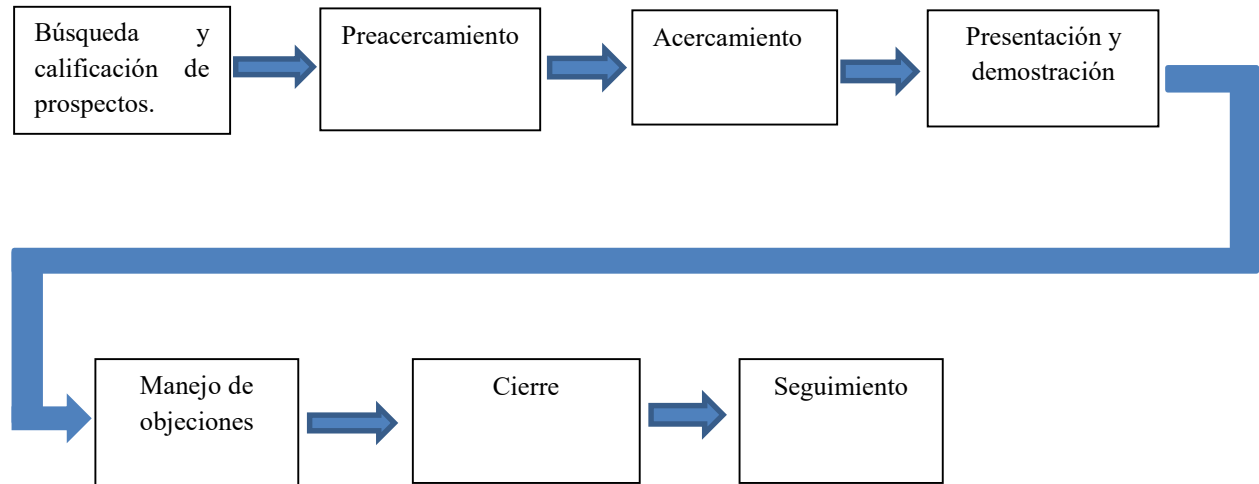 Búsqueda y
calificación de
prospectos.
Preacercamiento
Acercamiento
Presentación y
demostración
Manejo de
objeciones
Cierre
Seguimiento